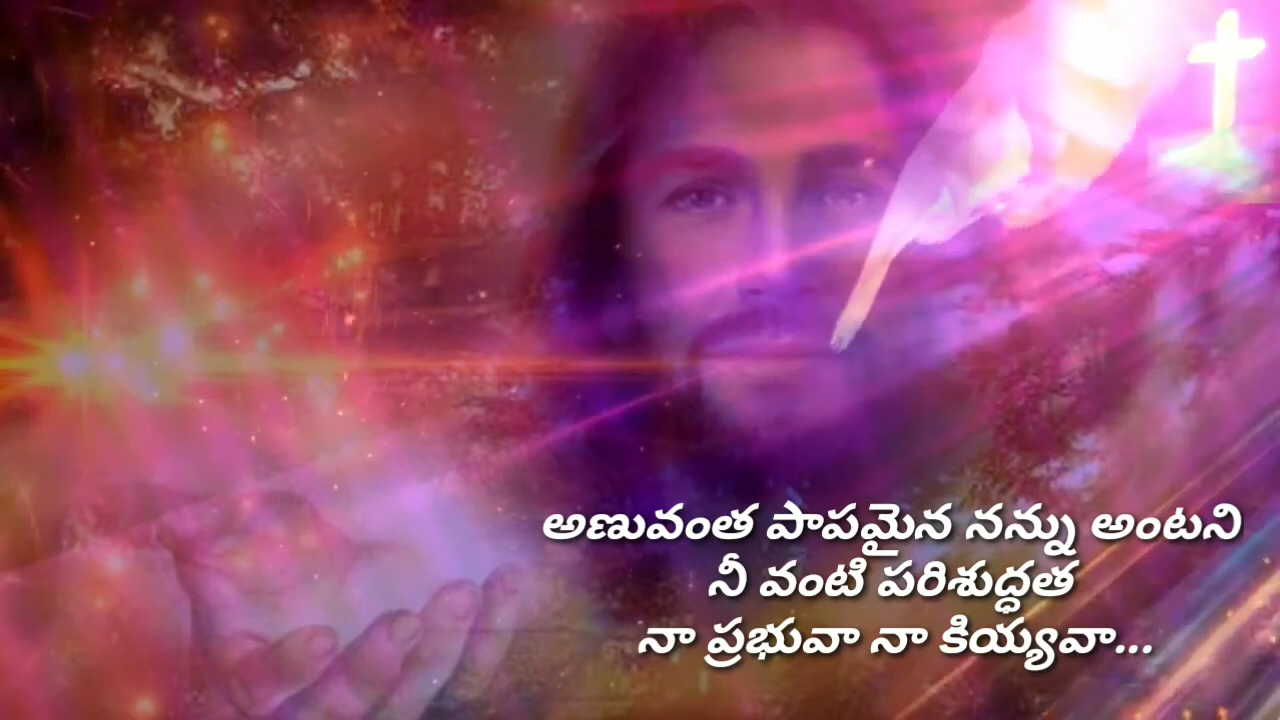 అణువంత పాపమైన నన్ను అంటని
నీ వంటి పరిశుద్ధత
నా ప్రభువా నా కియ్యవా...